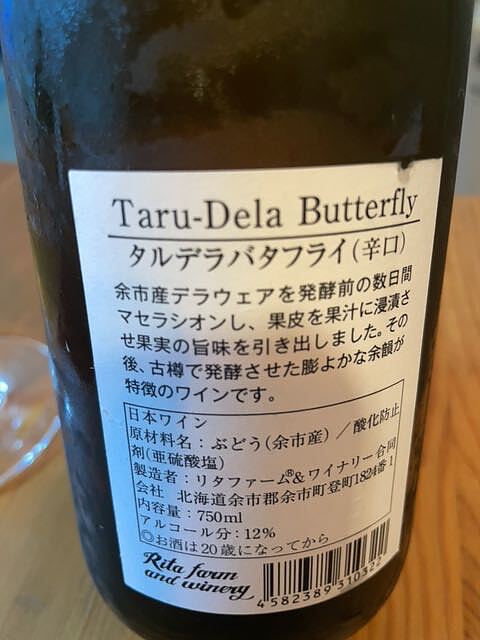 Taru-Dela Butterfly
タルデラバタフライ(辛口)
余市産デラウェアを発酵前の数日間
マセラシオンし、果皮を果汁に浸漬さ
せ果実の旨味を引き出しました。その
後、古樽で発酵させた膨よかな余韻が
特徴のワインです。
日本ワイン
原材料名:ぶどう(余市産)/酸化防止
剤(亜硫酸塩)
製造者:リタファーム®&ワイナリー合同
会社 北海道余市郡余市町登町1824番1
内容量:750ml
アルコール分:12%
◎お酒は20歳になってから
Rita farm
and winery
4 582389 310322